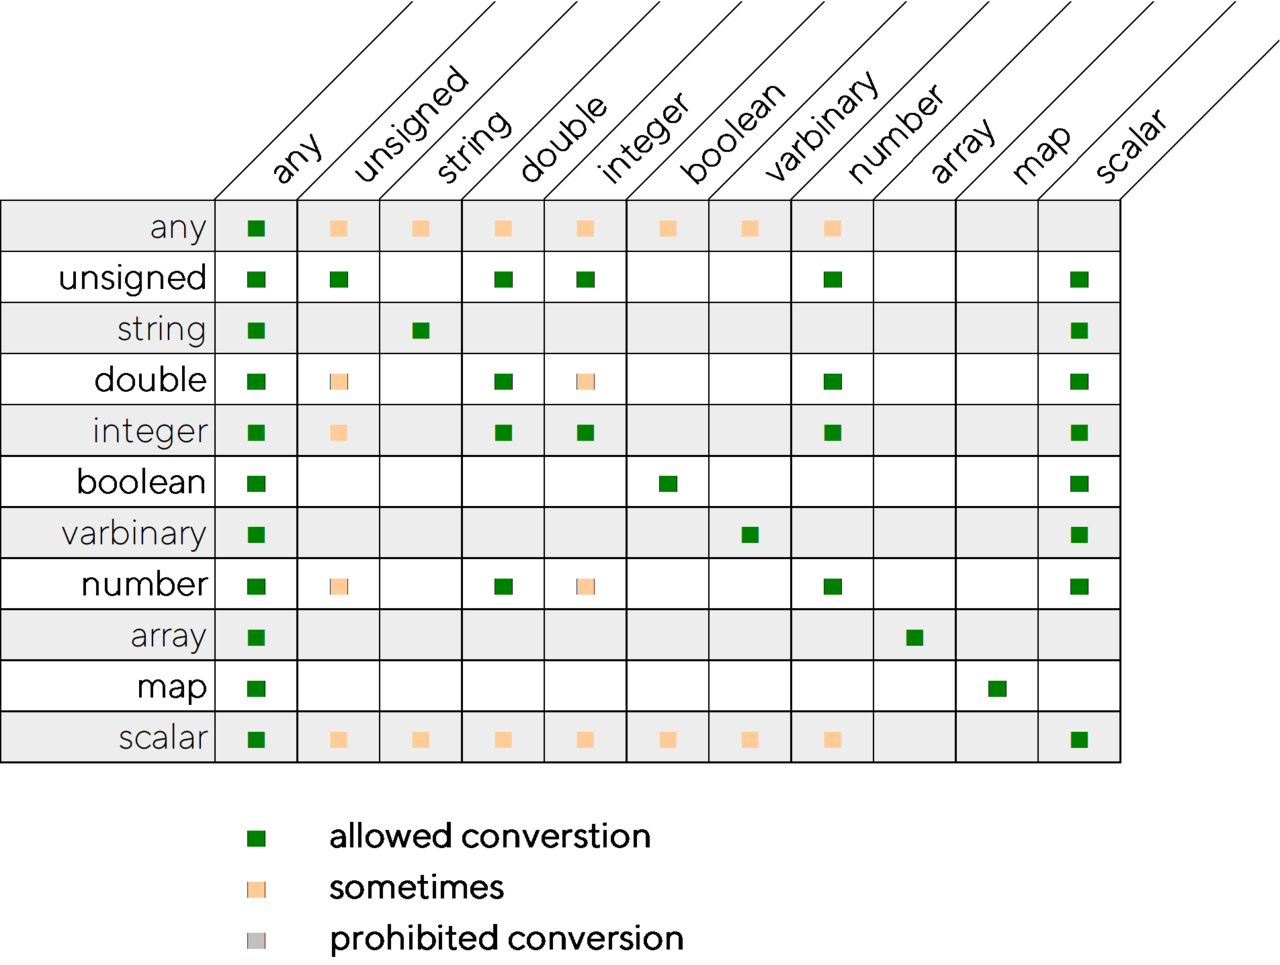 any
unsigned
string
double
integer
boolean
varbinary
number
array
map
scalar
any
unsigned
string
double
integer
boolean
varbinary
number
array
map
scalar
allowed converstion
sometimes
prohibited conversion